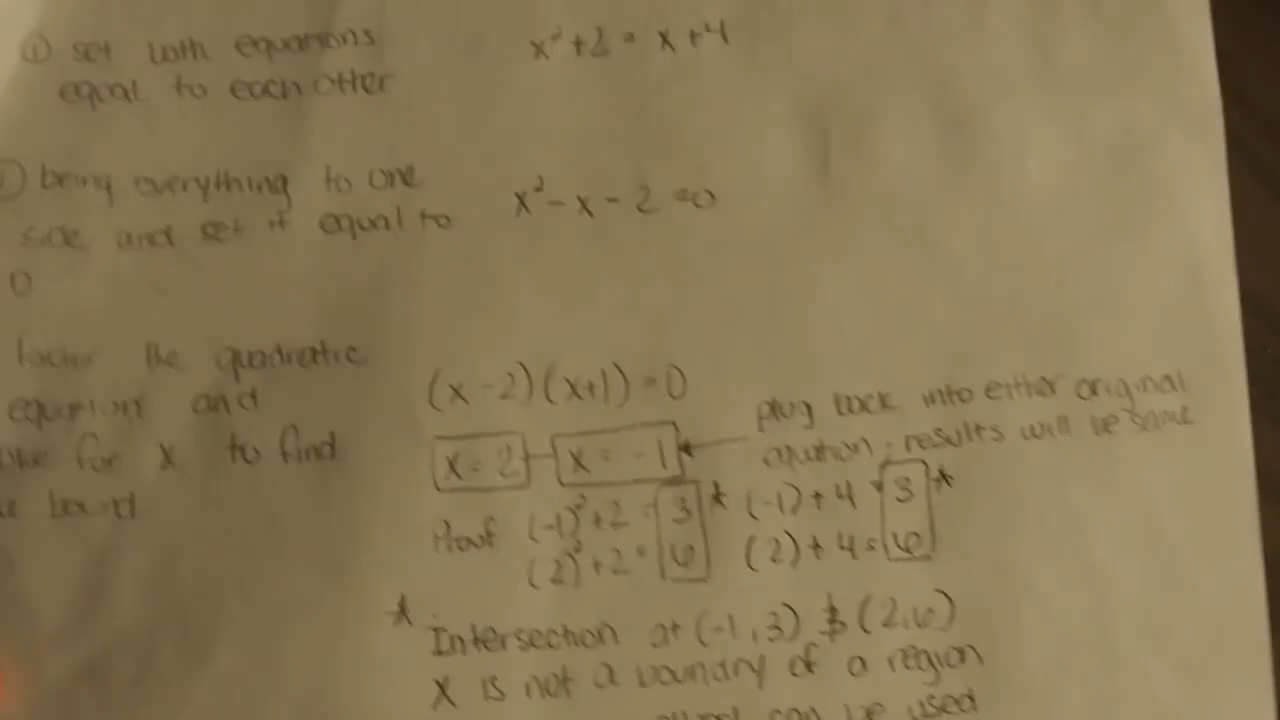 ① set both equations
equal to each other
x² + 2 = x + 4
bring everything to one
side and set it equal to
0
x² - x - 2 = 0
factor the quadratic
equation and
for x to find
bound
(x - 2)(x+1) = 0
x = 2 x = -1
plug back into either original
equation; results will be same
Proof (-1)² + 2 = 3 * (-1) + 4 = 3 *
(2)² + 2 = 6 (2) + 4 = 6
* Intersection at (-1, 3) & (2,6)
X is not a boundry of a region
can be used